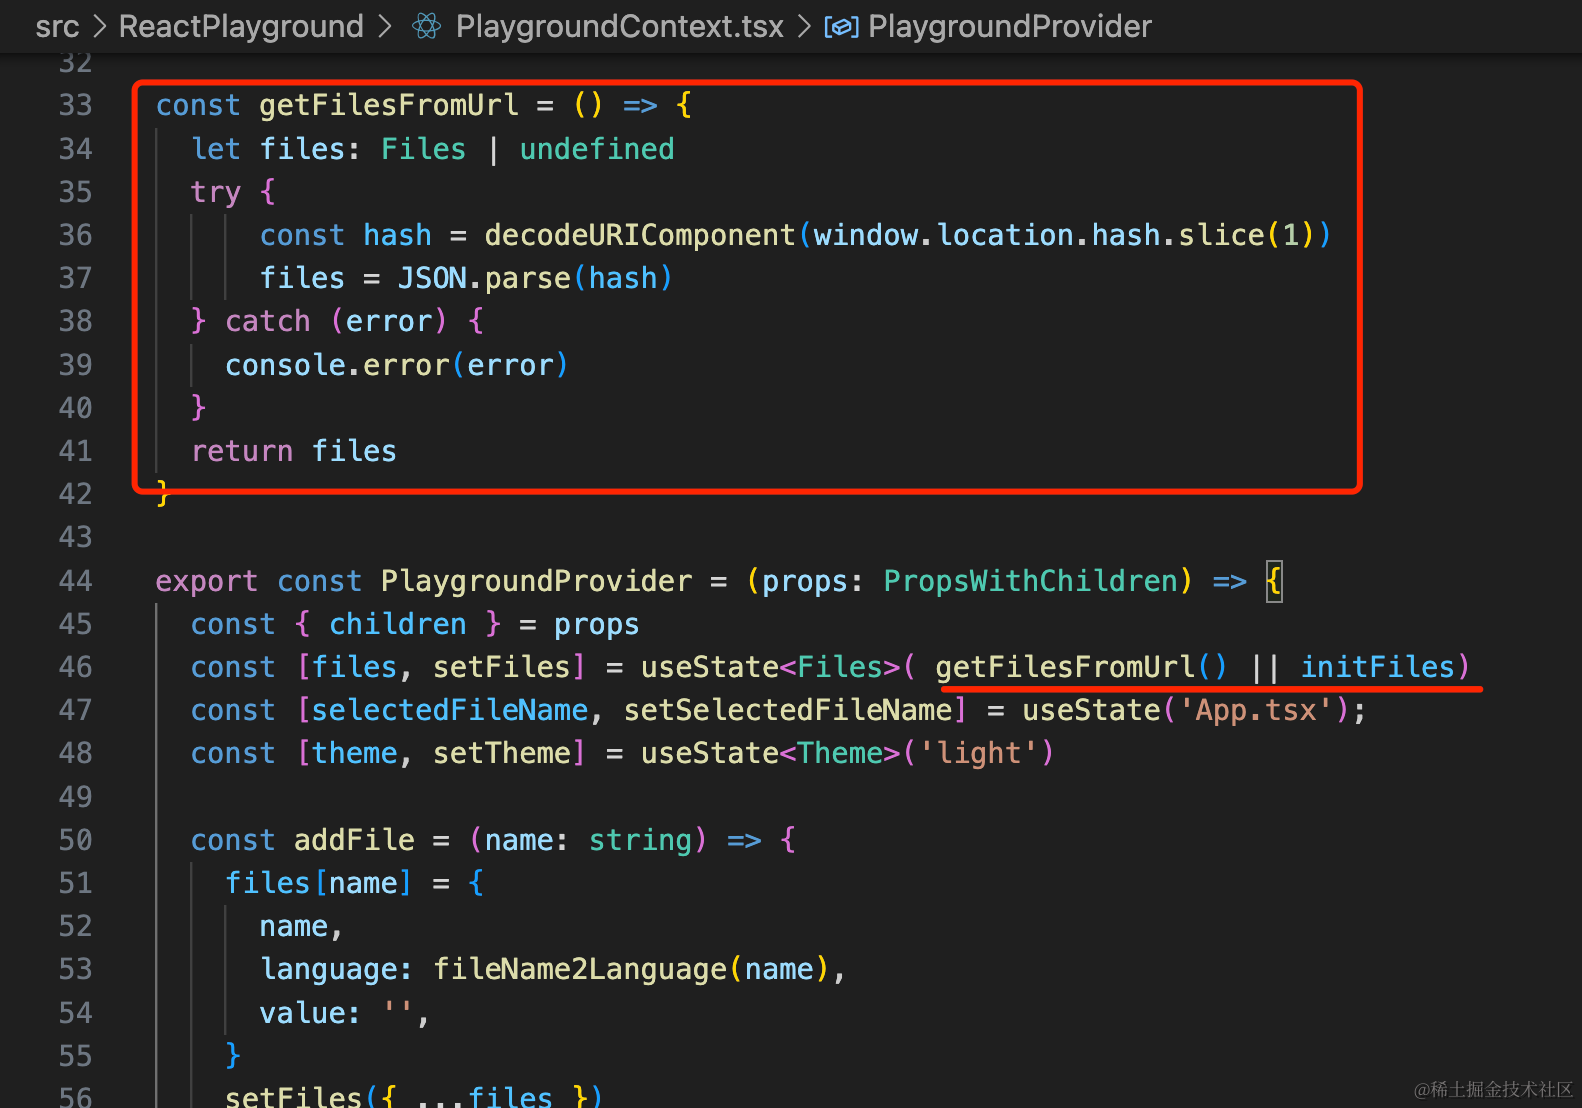 src > ReactPlayground > PlaygroundContext.tsx > PlaygroundProvider
32
33 const getFilesFromUrl = () => {
34 let files: Files | undefined
35 try {
36 const hash = decodeURIComponent(window.location.hash.slice(1))
37 files = JSON.parse(hash)
38 } catch (error) {
39 console.error(error)
40 }
41 return files
42 }
43
44 export const PlaygroundProvider = (props: PropsWithChildren) => {
45 const { children } = props
46 const [files, setFiles] = useState<Files>( getFilesFromUrl() || initFiles)
47 const [selectedFileName, setSelectedFileName] = useState('App.tsx');
48 const [theme, setTheme] = useState<Theme>('light')
49
50 const addFile = (name: string) => {
51 files[name] = {
52 name,
53 language: fileName2Language(name),
54 value: '',
55 }
56 setFiles({ ...files })
@稀土掘金技术社区